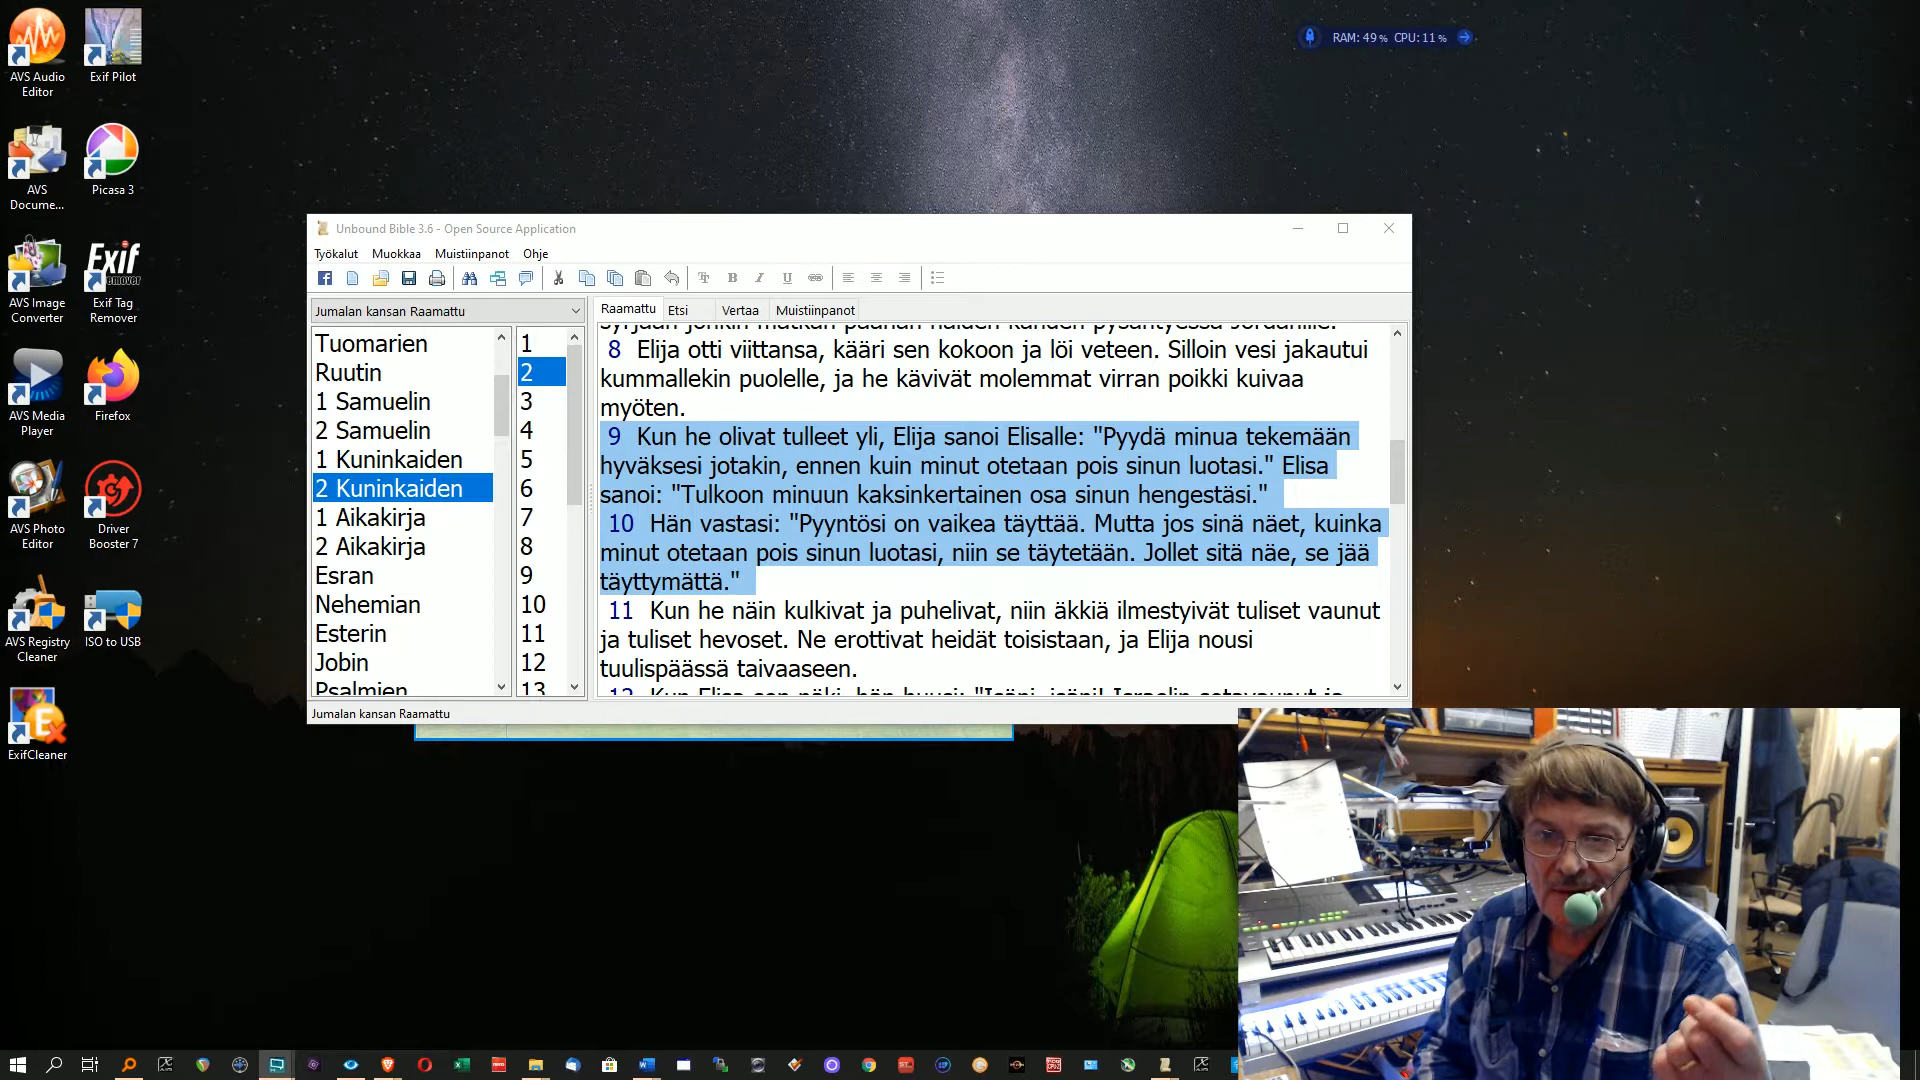 RAM: 49 % CPU: 11 %
AVS Audio
Editor
Exif Pilot
AVS
Docume...
Picasa 3
Exif
AVS Image
Converter
Exif Tag
Remover
AVS Media
Player
Firefox
AVS Photo
Editor
Driver
Booster 7
AVS Registry
Cleaner
ISO to USB
ExifCleaner
Unbound Bible 3.6 - Open Source Application
Työkalut Muokkaa Muistiinpanot Ohje
Jumalan kansan Raamattu
Raamattu Etsi Vertaa Muistiinpanot
Tuomarien
Ruutin
1 Samuelin
2 Samuelin
1 Kuninkaiden
2 Kuninkaiden
1 Aikakirja
2 Aikakirja
Esran
Nehemian
Esterin
Jobin
Psalmien
1
2
3
4
5
6
7
8
9
10
11
12
13
8 Elija otti viittansa, kääri sen kokoon ja löi veteen. Silloin vesi jakautui
kummallekin puolelle, ja he kävivät molemmat virran poikki kuivaa
myöten.
9 Kun he olivat tulleet yli, Elija sanoi Elisalle: "Pyydä minua tekemään
hyväksesi jotakin, ennen kuin minut otetaan pois sinun luotasi." Elisa
sanoi: "Tulkoon minuun kaksinkertainen osa sinun hengestäsi."
10 Hän vastasi: "Pyyntösi on vaikea täyttää. Mutta jos sinä näet, kuinka
minut otetaan pois sinun luotasi, niin se täytetään. Jollet sitä näe, se jää
täyttymättä."
11 Kun he näin kulkivat ja puhelivat, niin äkkiä ilmestyivät tuliset vaunut
ja tuliset hevoset. Ne erottivat heidät toisistaan, ja Elija nousi
tuulispäässä taivaaseen.
Jumalan kansan Raamattu